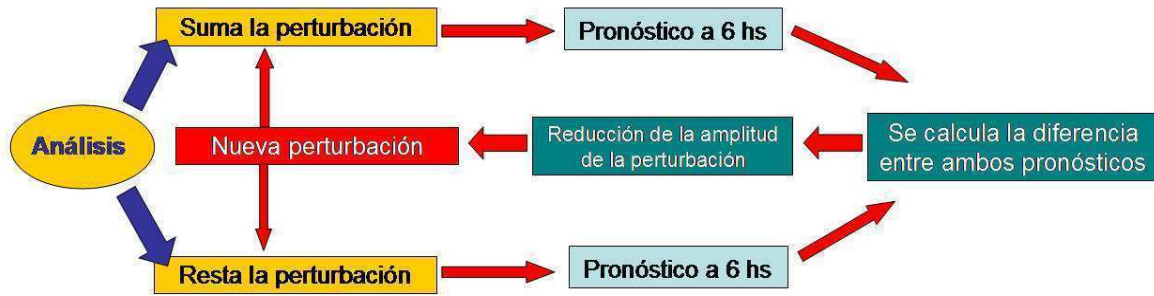 Suma la perturbación
Pronóstico a 6 hs
Análisis
Nueva perturbación
Reducción de la amplitud
de la perturbación
Se calcula la diferencia
entre ambos pronósticos
Resta la perturbación
Pronóstico a 6 hs